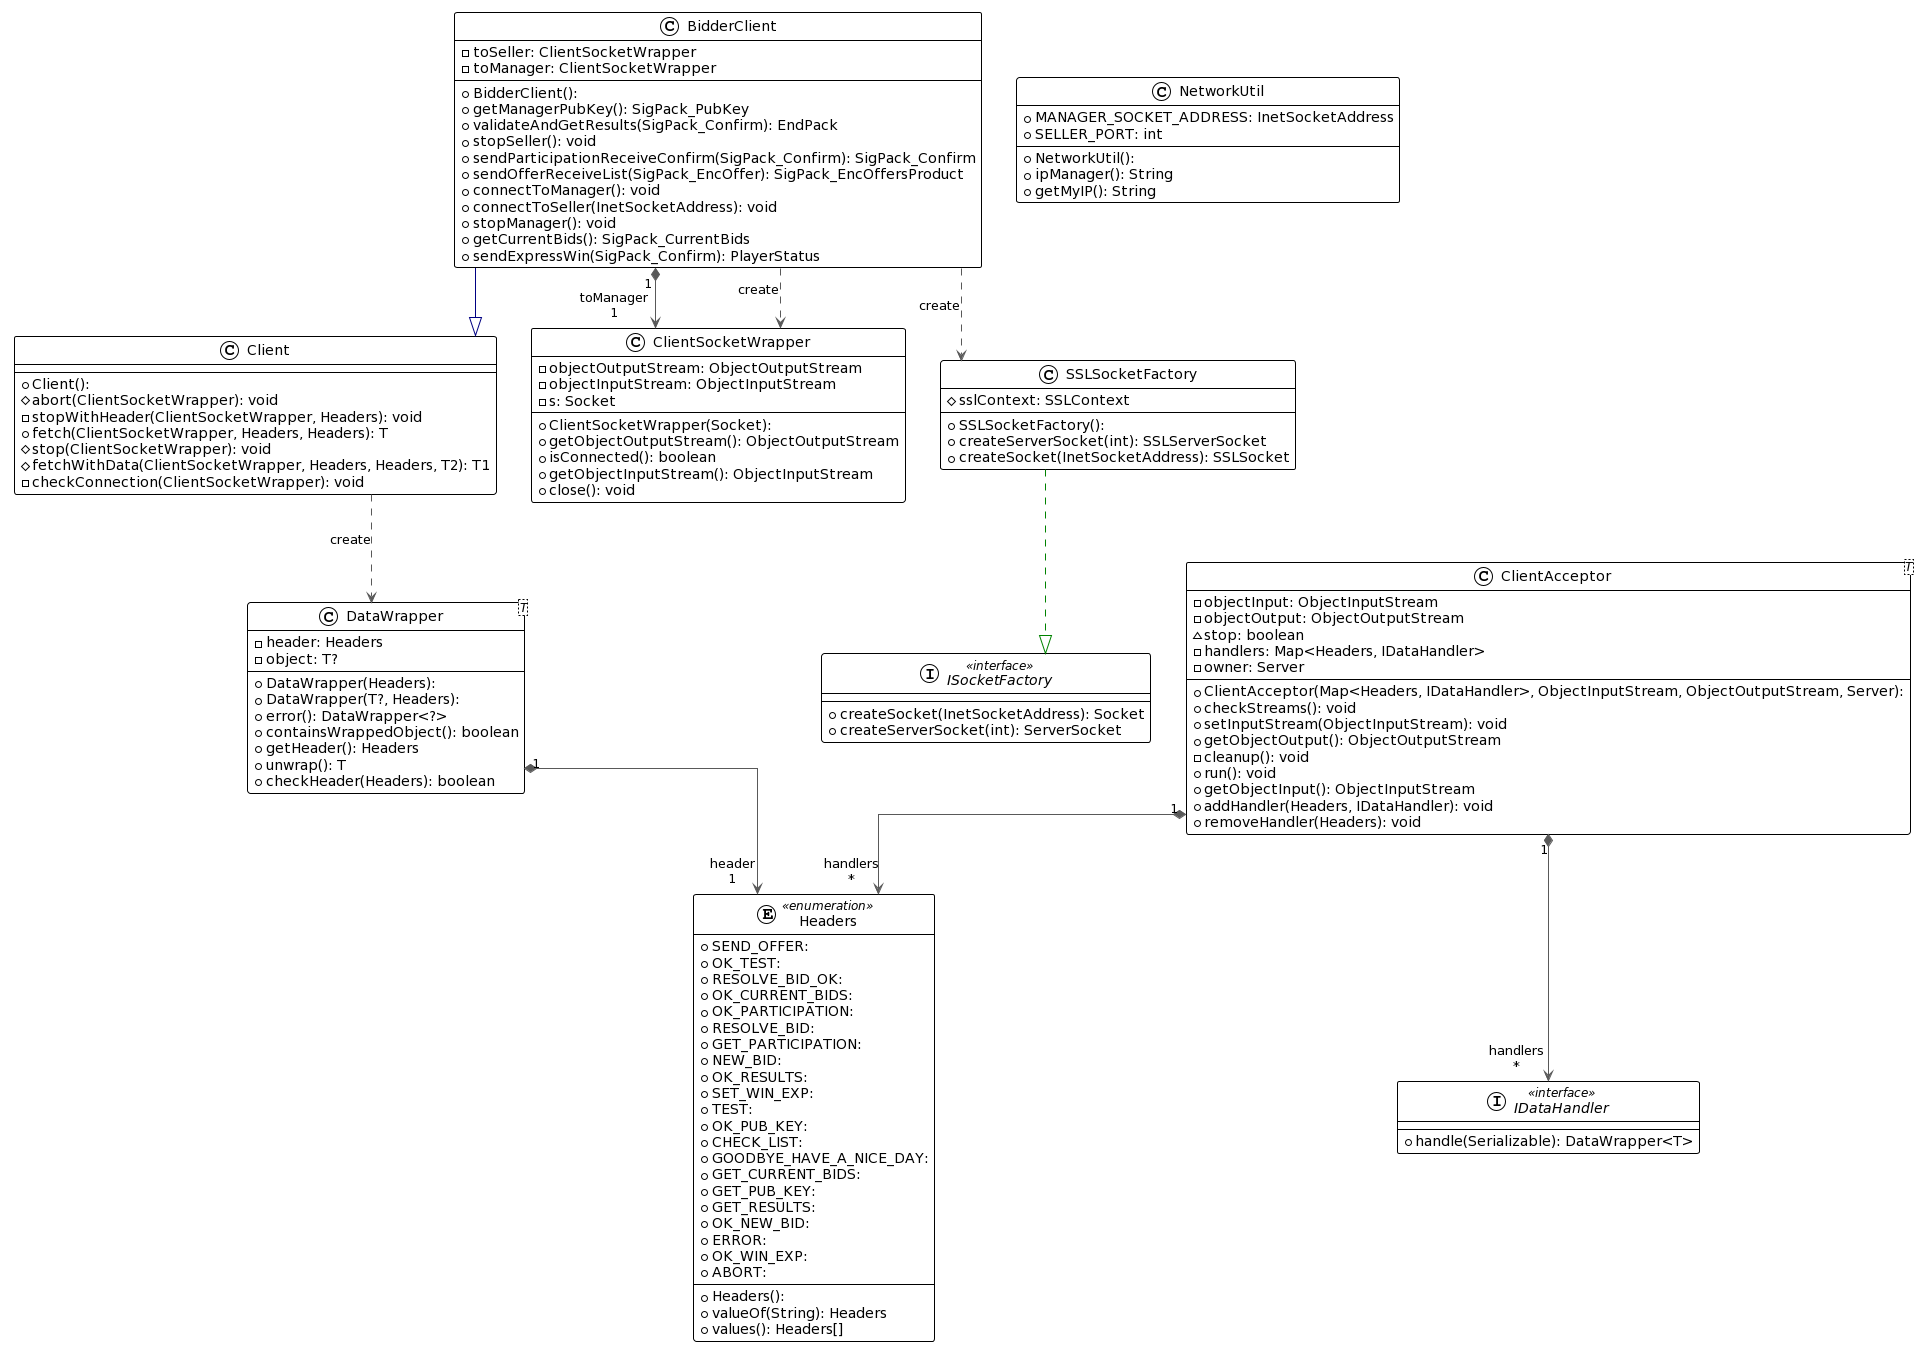 C BidderClient
toSeller: ClientSocketWrapper
toManager: ClientSocketWrapper
BidderClient():
getManagerPubKey(): SigPack_PubKey
validateAndGetResults(SigPack_Confirm): EndPack
stopSeller(): void
sendParticipationReceiveConfirm(SigPack_Confirm): SigPack_Confirm
sendOfferReceiveList(SigPack_EncOffer): SigPack_EncOffersProduct
connectToManager(): void
connectToSeller(InetSocketAddress): void
stopManager(): void
getCurrentBids(): SigPack_CurrentBids
sendExpressWin(SigPack_Confirm): PlayerStatus
C NetworkUtil
MANAGER_SOCKET_ADDRESS: InetSocketAddress
SELLER_PORT: int
NetworkUtil():
ipManager(): String
getMyIP(): String
1
toManager
1
create
create
C Client
Client():
abort(ClientSocketWrapper): void
stopWithHeader(ClientSocketWrapper, Headers): void
fetch(ClientSocketWrapper, Headers, Headers): T
stop(ClientSocketWrapper): void
fetchWithData(ClientSocketWrapper, Headers, Headers, T2): T1
checkConnection(ClientSocketWrapper): void
C ClientSocketWrapper
objectOutputStream: ObjectOutputStream
objectInputStream: ObjectInputStream
s: Socket
ClientSocketWrapper(Socket):
getObjectOutputStream(): ObjectOutputStream
isConnected(): boolean
getObjectInputStream(): ObjectInputStream
close(): void
C SSLSocketFactory
sslContext: SSLContext
SSLSocketFactory():
createServerSocket(int): SSLServerSocket
createSocket(InetSocketAddress): SSLSocket
create
C DataWrapper
T
header: Headers
object: T?
DataWrapper(Headers):
DataWrapper(T?, Headers):
error(): DataWrapper<?>
containsWrappedObject(): boolean
getHeader(): Headers
unwrap(): T
checkHeader(Headers): boolean
I «interface»
ISocketFactory
createSocket(InetSocketAddress): Socket
createServerSocket(int): ServerSocket
C ClientAcceptor
T
objectInput: ObjectInputStream
objectOutput: ObjectOutputStream
stop: boolean
handlers: Map<Headers, IDataHandler>
owner: Server
ClientAcceptor(Map<Headers, IDataHandler>, ObjectInputStream, ObjectOutputStream, Server):
checkStreams(): void
setInputStream(ObjectInputStream): void
getObjectOutput(): ObjectOutputStream
cleanup(): void
run(): void
getObjectInput(): ObjectInputStream
addHandler(Headers, IDataHandler): void
removeHandler(Headers): void
1
header
1
1
handlers
*
1
handlers
*
E «enumeration»
Headers
SEND_OFFER:
OK_TEST:
RESOLVE_BID_OK:
OK_CURRENT_BIDS:
OK_PARTICIPATION:
RESOLVE_BID:
GET_PARTICIPATION:
NEW_BID:
OK_RESULTS:
SET_WIN_EXP:
TEST:
OK_PUB_KEY:
CHECK_LIST:
GOODBYE_HAVE_A_NICE_DAY:
GET_CURRENT_BIDS:
GET_PUB_KEY:
GET_RESULTS:
OK_NEW_BID:
ERROR:
OK_WIN_EXP:
ABORT:
Headers():
valueOf(String): Headers
values(): Headers[]
I «interface»
IDataHandler
handle(Serializable): DataWrapper<T>